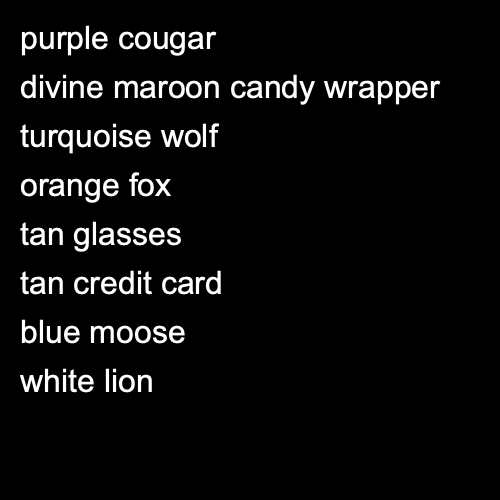 purple cougar
divine maroon candy wrapper
turquoise wolf
orange fox
tan glasses
tan credit card
blue moose
white lion